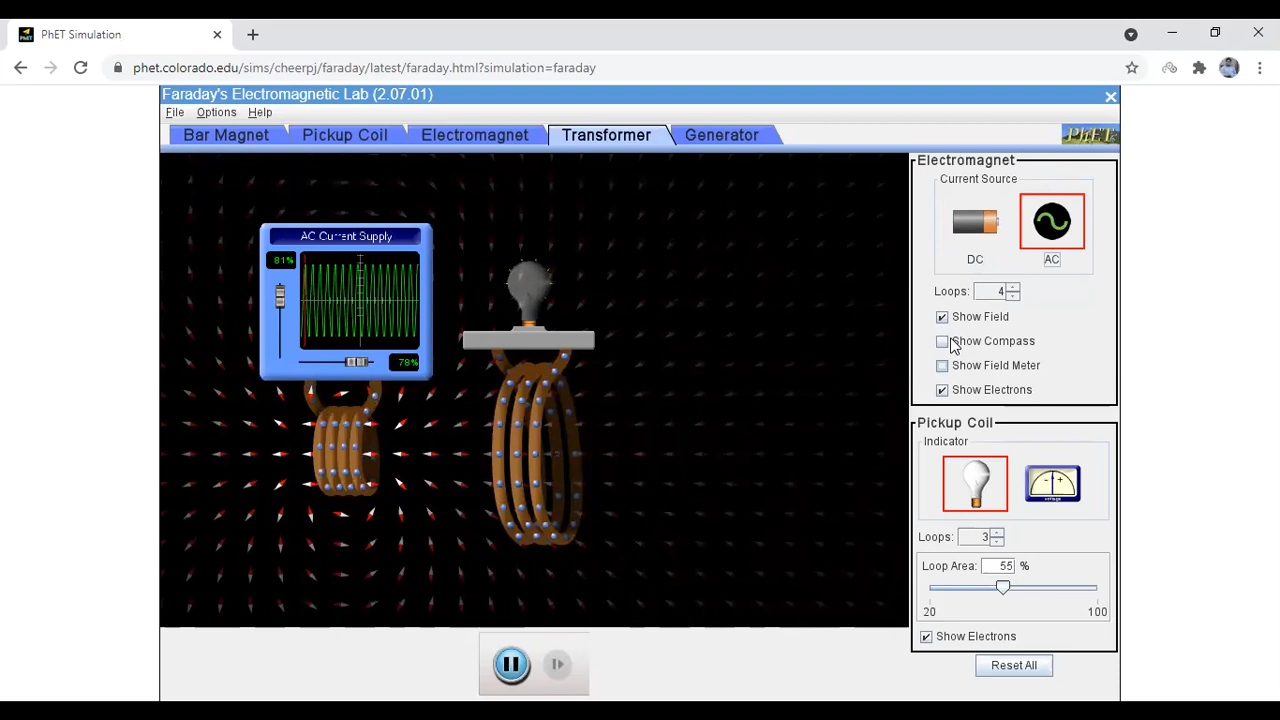 PhET Simulation
phet.colorado.edu/sims/cheerpj/faraday/latest/faraday.html?simulation=faraday
Faraday's Electromagnetic Lab (2.07.01)
File Options Help
Bar Magnet Pickup Coil Electromagnet Transformer Generator
PhET
Electromagnet
Current Source
DC AC
Loops: 4
Show Field
Show Compass
Show Field Meter
Show Electrons
AC Current Supply
81%
78%
Pickup Coil
Indicator
- +
voltage
Loops: 3
Loop Area: 55 %
20 100
Show Electrons
Reset All